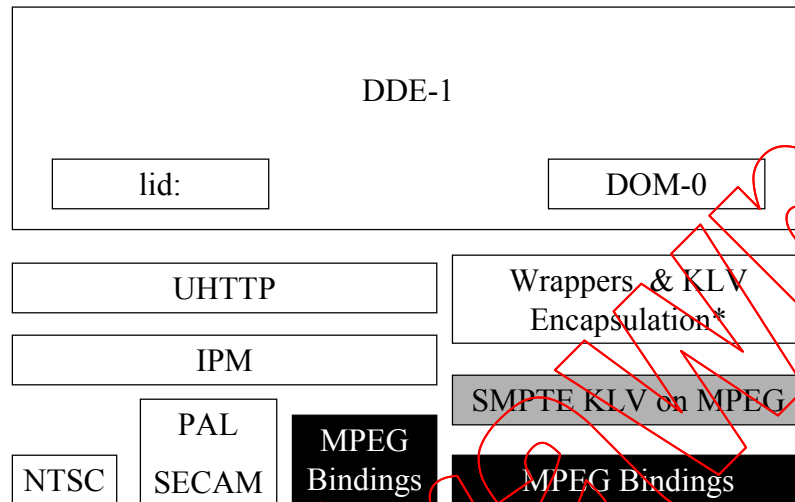 DDE-1
lid:
DOM-0
UHTTP
Wrappers & KLV
Encapsulation*
IPM
SMPTE KLV on MPEG
PAL
SECAM
MPEG
Bindings
NTSC
MPEG Bindings